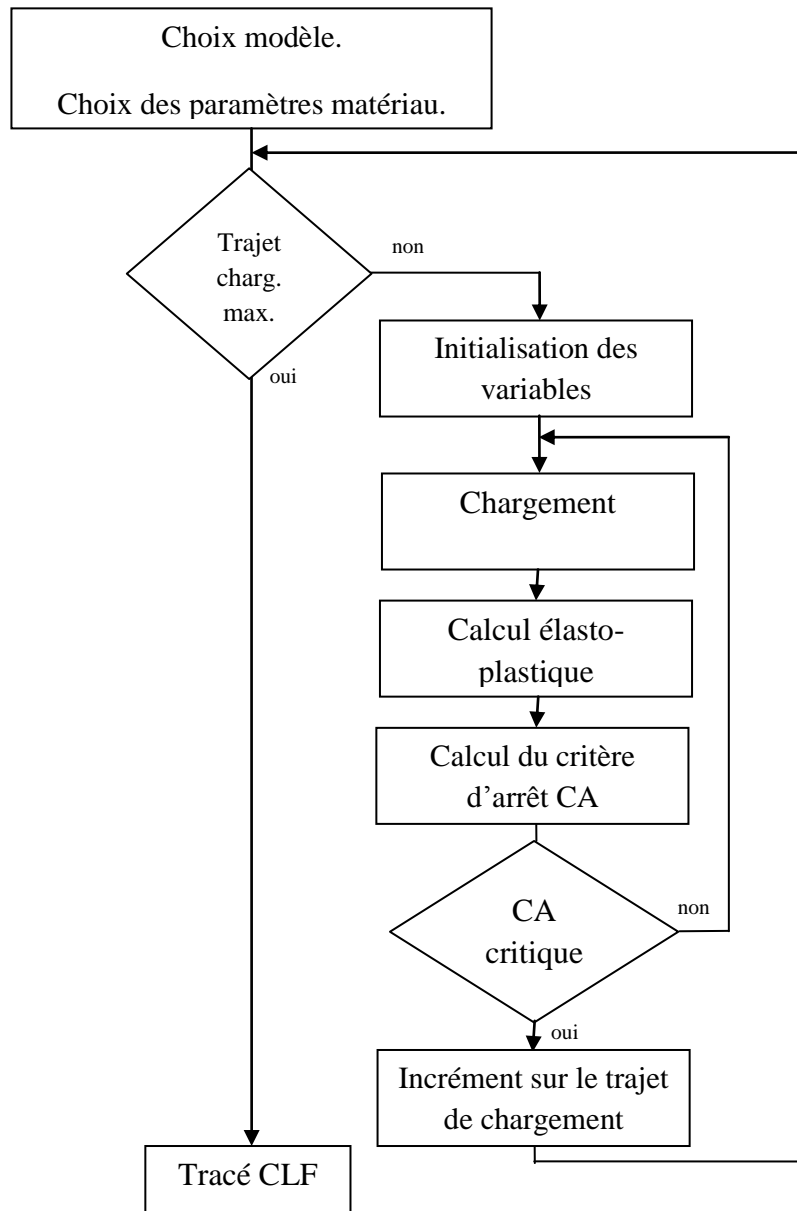 Choix modèle.
Choix des paramètres matériau.
Trajet
charg.
max.
non
oui
Initialisation des
variables
Chargement
Calcul élasto-
plastique
Calcul du critère
d’arrêt CA
CA
critique
non
oui
Incrément sur le trajet
de chargement
Tracé CLF